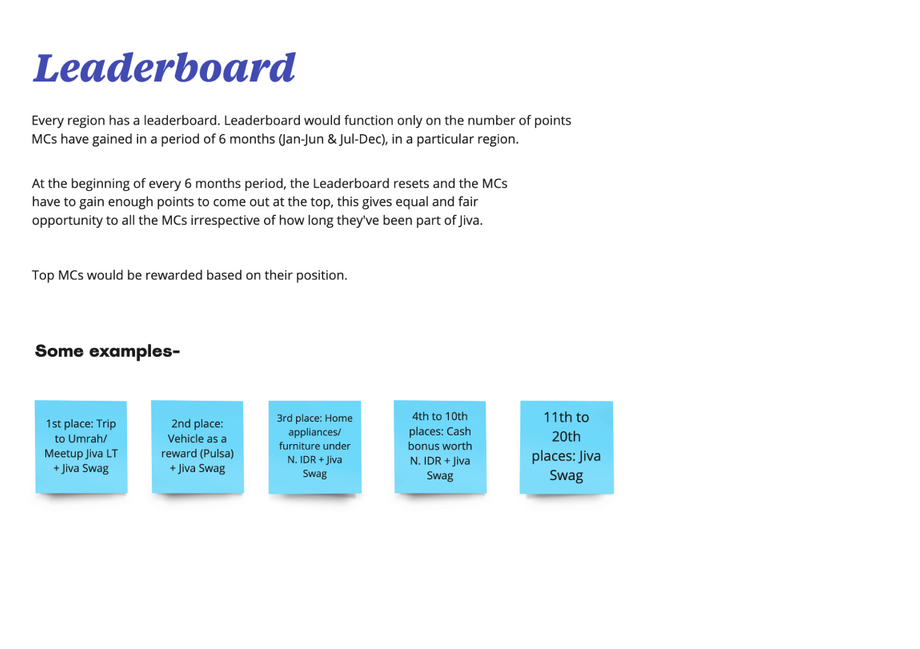 Leaderboard
Every region has a leaderboard. Leaderboard would function only on the number of points
MCs have gained in a period of 6 months (Jan-Jun & Jul-Dec), in a particular region.
At the beginning of every 6 months period, the Leaderboard resets and the MCs
have to gain enough points to come out at the top, this gives equal and fair
opportunity to all the MCs irrespective of how long they've been part of Jiva.
Top MCs would be rewarded based on their position.
Some examples-
1st place: Trip
to Umrah/
Meetup Jiva LT
+ Jiva Swag
2nd place:
Vehicle as a
reward (Pulsa)
+ Jiva Swag
3rd place: Home
appliances/
furniture under
N. IDR + Jiva
Swag
4th to 10th
places: Cash
bonus worth
N. IDR + Jiva
Swag
11th to
20th
places: Jiva
Swag